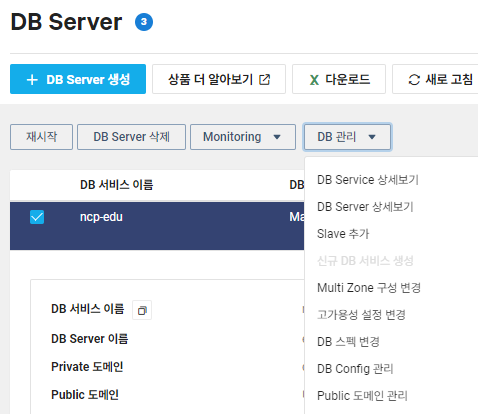 DB Server 3
+ DB Server 생성 상품 더 알아보기 다운로드 새로 고침
재시작 DB Server 삭제 Monitoring DB 관리
DB 서비스 이름 DB
ncp-edu
DB Service 상세보기
DB Server 상세보기
Slave 추가
신규 DB 서비스 생성
Multi Zone 구성 변경
고가용성 설정 변경
DB 스펙 변경
DB Config 관리
Public 도메인 관리
DB 서비스 이름
DB Server 이름
Private 도메인
Public 도메인